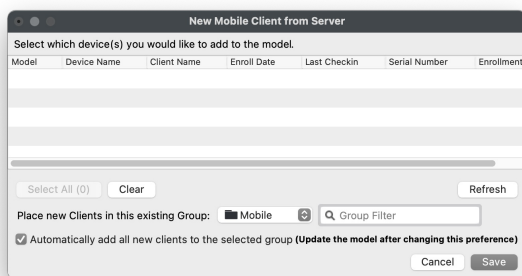 New Mobile Client from Server
Select which device(s) you would like to add to the model.
Model Device Name Client Name Enroll Date Last Checkin Serial Number Enrollment
Select All (0) Clear Refresh
Place new Clients in this existing Group: Mobile Group Filter
Automatically add all new clients to the selected group (Update the model after changing this preference)
Cancel Save